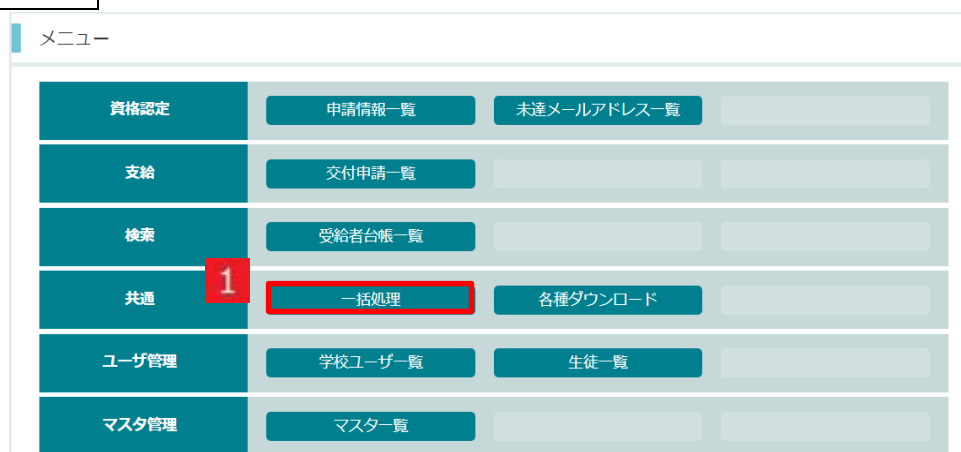 メニュー
資格認定 申請情報一覧 未達メールアドレス一覧
支給 交付申請一覧
検索 受給者台帳一覧
1
共通 一括処理 各種ダウンロード
ユーザ管理 学校ユーザ一覧 生徒一覧
マスタ管理 マスタ一覧